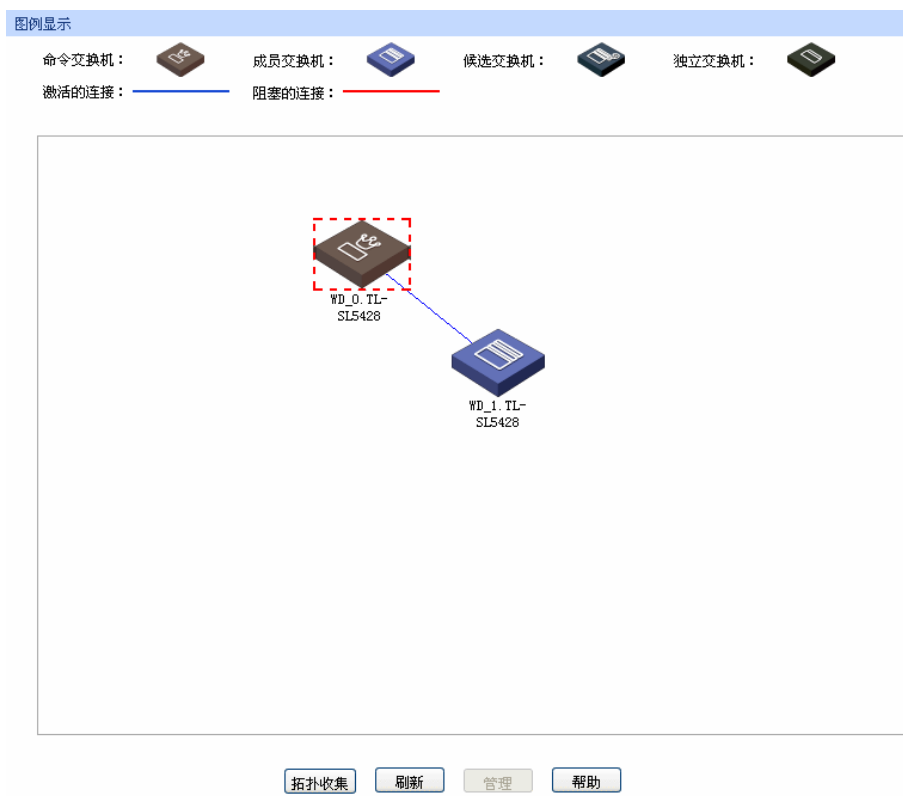 图例显示
命令交换机： 成员交换机： 候选交换机： 独立交换机：
激活的连接： 阻塞的连接：
WD_0.TL-
SL5428
WD_1.TL-
SL5428
拓扑收集 刷新 管理 帮助